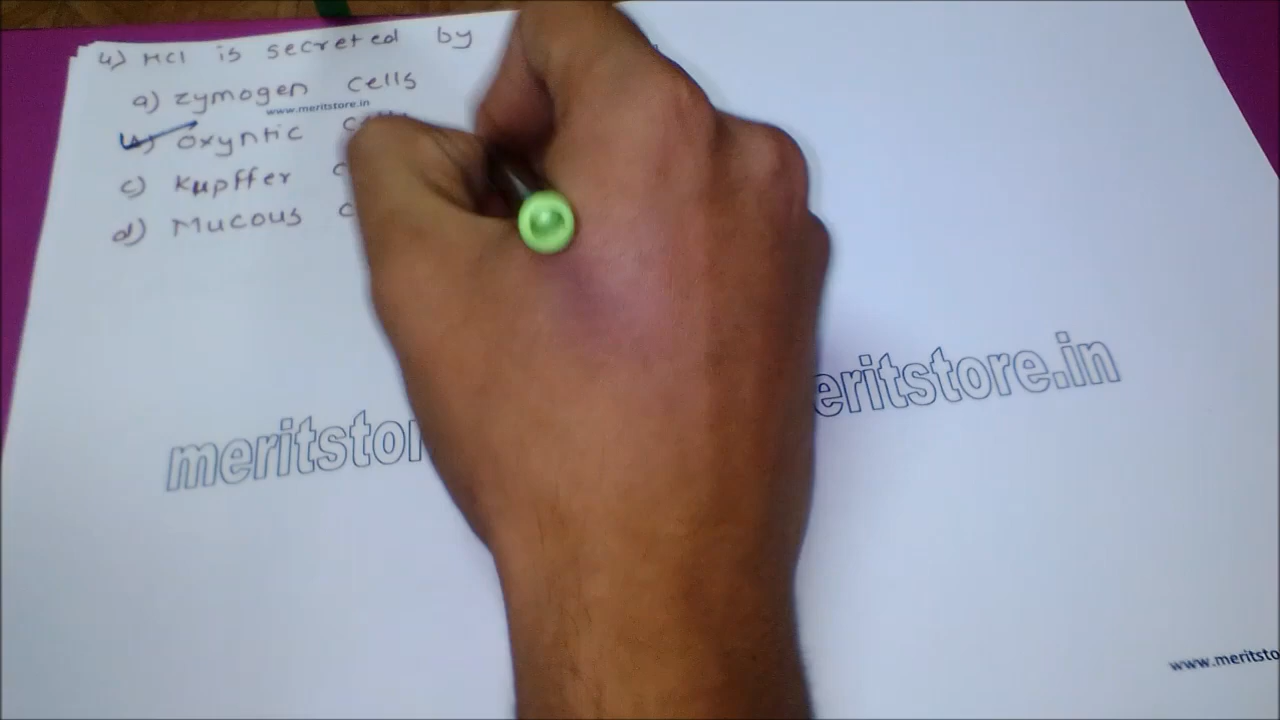 4) HCl is secreted by
a) zymogen cells
www.meritstore.in
b) oxyntic
c) Kupffer
d) Mucous
meritstor
eritstore.in
www.meritsto